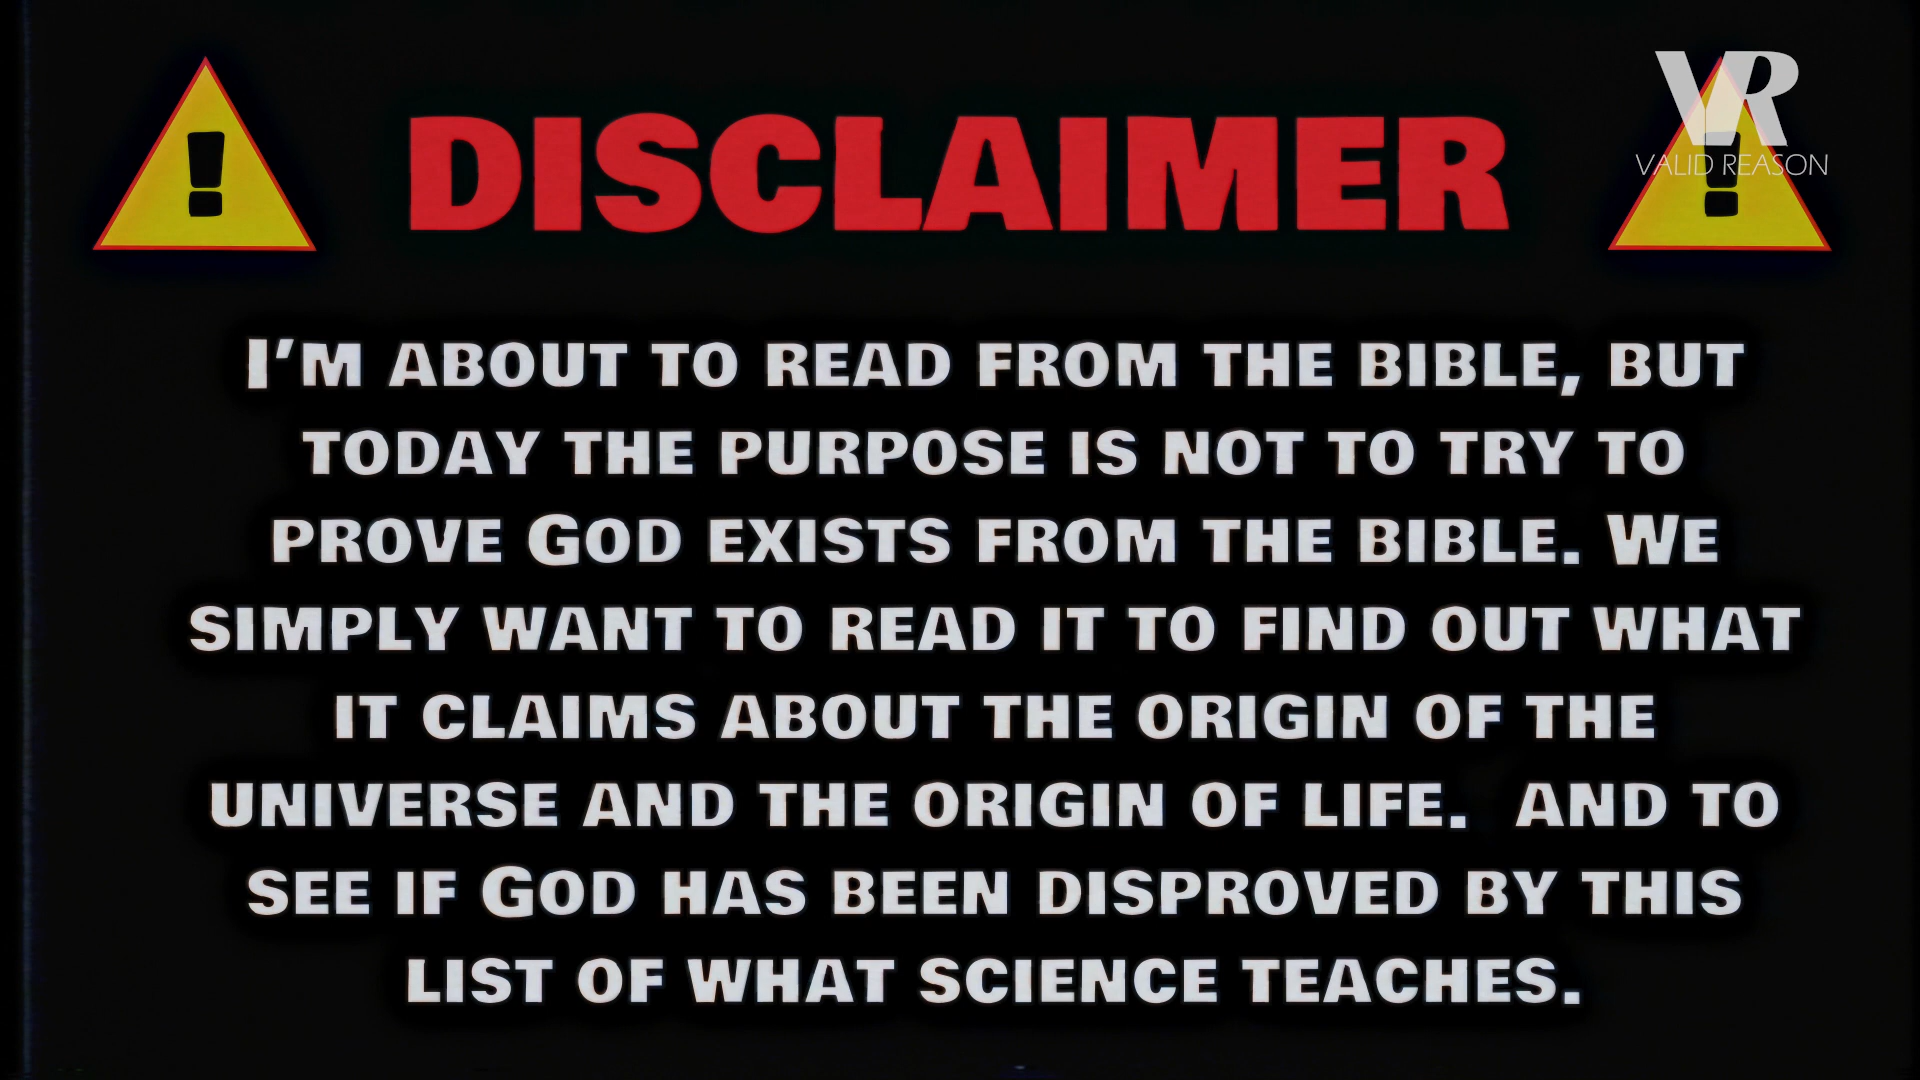 DISCLAIMER
VR
VALID REASON
I'M ABOUT TO READ FROM THE BIBLE, BUT
TODAY THE PURPOSE IS NOT TO TRY TO
PROVE GOD EXISTS FROM THE BIBLE. WE
SIMPLY WANT TO READ IT TO FIND OUT WHAT
IT CLAIMS ABOUT THE ORIGIN OF THE
UNIVERSE AND THE ORIGIN OF LIFE. AND TO
SEE IF GOD HAS BEEN DISPROVED BY THIS
LIST OF WHAT SCIENCE TEACHES.